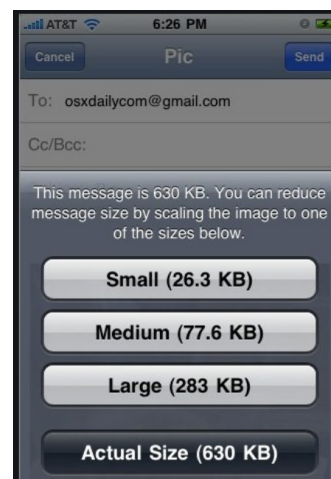 AT&T 6:26 PM
Cancel Pic Send
To: osxdailycom@gmail.com
Cc/Bcc:
This message is 630 KB. You can reduce
message size by scaling the image to one
of the sizes below.
Small (26.3 KB)
Medium (77.6 KB)
Large (283 KB)
Actual Size (630 KB)